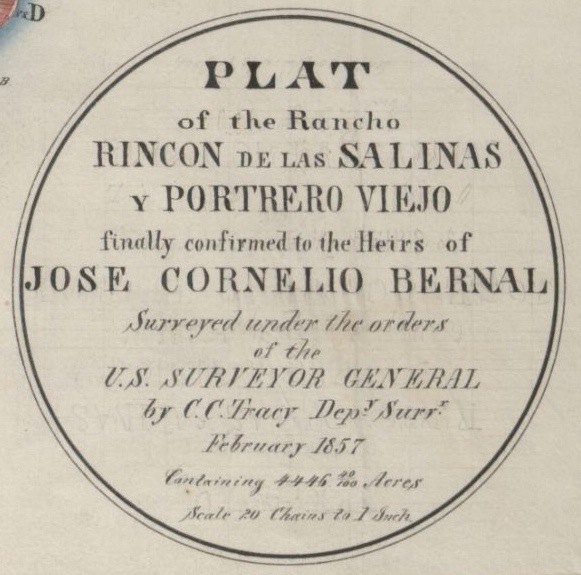 D
B
PLAT
of the Rancho
RINCON DE LAS SALINAS
Y PORTRERO VIEJO
finally confirmed to the Heirs of
JOSE CORNELIO BERNAL
Surveyed under the orders
of the
U.S. SURVEYOR GENERAL
by C.C. Tracy Depy Survr
February 1857
Containing 4446 40/100 Acres
Scale 20 Chains to 1 Inch